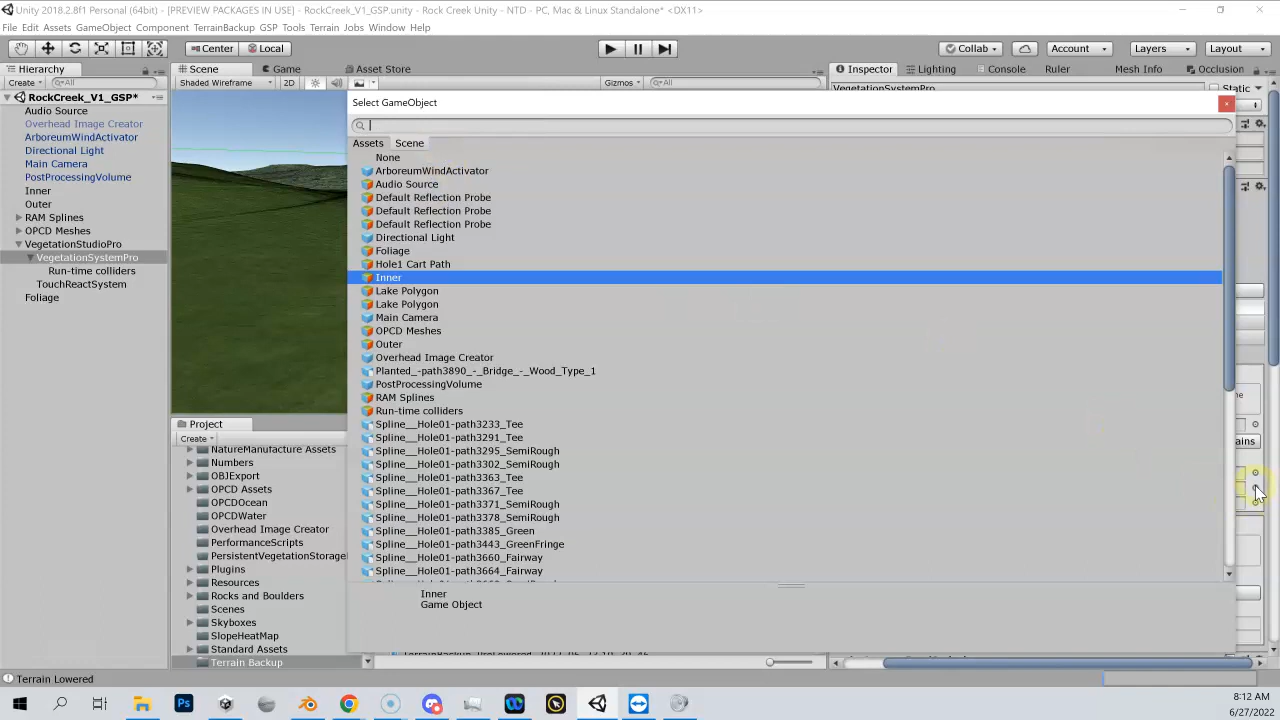 Unity 2018.2.8f1 Personal (64bit) - [PREVIEW PACKAGES IN USE] - RockCreek_V1_GSP.unity - Rock Creek Unity - NTD - PC, Mac & Linux Standalone* <DX11>
File Edit Assets GameObject Component TerrainBackup GSP Tools Terrain Jobs Window Help
Center Local Collab Account Layers Layout
Hierarchy Scene Game Asset Store Inspector Lighting Console Ruler Mesh Info Occlusion
Create All Shaded Wireframe 2D Gizmos All VegetationSystemPro Static
RockCreek_V1_GSP*
Audio Source
Overhead Image Creator
ArboreumWindActivator
Directional Light
Main Camera
PostProcessingVolume
Inner
Outer
RAM Splines
OPCD Meshes
VegetationStudioPro
VegetationSystemPro
Run-time colliders
TouchReactSystem
Foliage
Select GameObject
Assets Scene
None
ArboreumWindActivator
Audio Source
Default Reflection Probe
Default Reflection Probe
Default Reflection Probe
Directional Light
Foliage
Hole1 Cart Path
Inner
Lake Polygon
Lake Polygon
Main Camera
OPCD Meshes
Outer
Overhead Image Creator
Planted_-path3890_-_Bridge_-_Wood_Type_1
PostProcessingVolume
RAM Splines
Run-time colliders
Spline__Hole01-path3233_Tee
Spline__Hole01-path3291_Tee
Spline__Hole01-path3295_SemiRough
Spline__Hole01-path3302_SemiRough
Spline__Hole01-path3363_Tee
Spline__Hole01-path3367_Tee
Spline__Hole01-path3371_SemiRough
Spline__Hole01-path3378_SemiRough
Spline__Hole01-path3385_Green
Spline__Hole01-path3443_GreenFringe
Spline__Hole01-path3660_Fairway
Spline__Hole01-path3664_Fairway
Inner
Game Object
ne
ains
Project
Create
NatureManufacture Assets
Numbers
OBJExport
OPCD Assets
OPCDOcean
OPCDWater
Overhead Image Creator
PerformanceScripts
PersistentVegetationStorage
Plugins
Resources
Rocks and Boulders
Scenes
Skyboxes
SlopeHeatMap
Standard Assets
Terrain Backup
Terrain Lowered
8:12 AM
6/27/2022